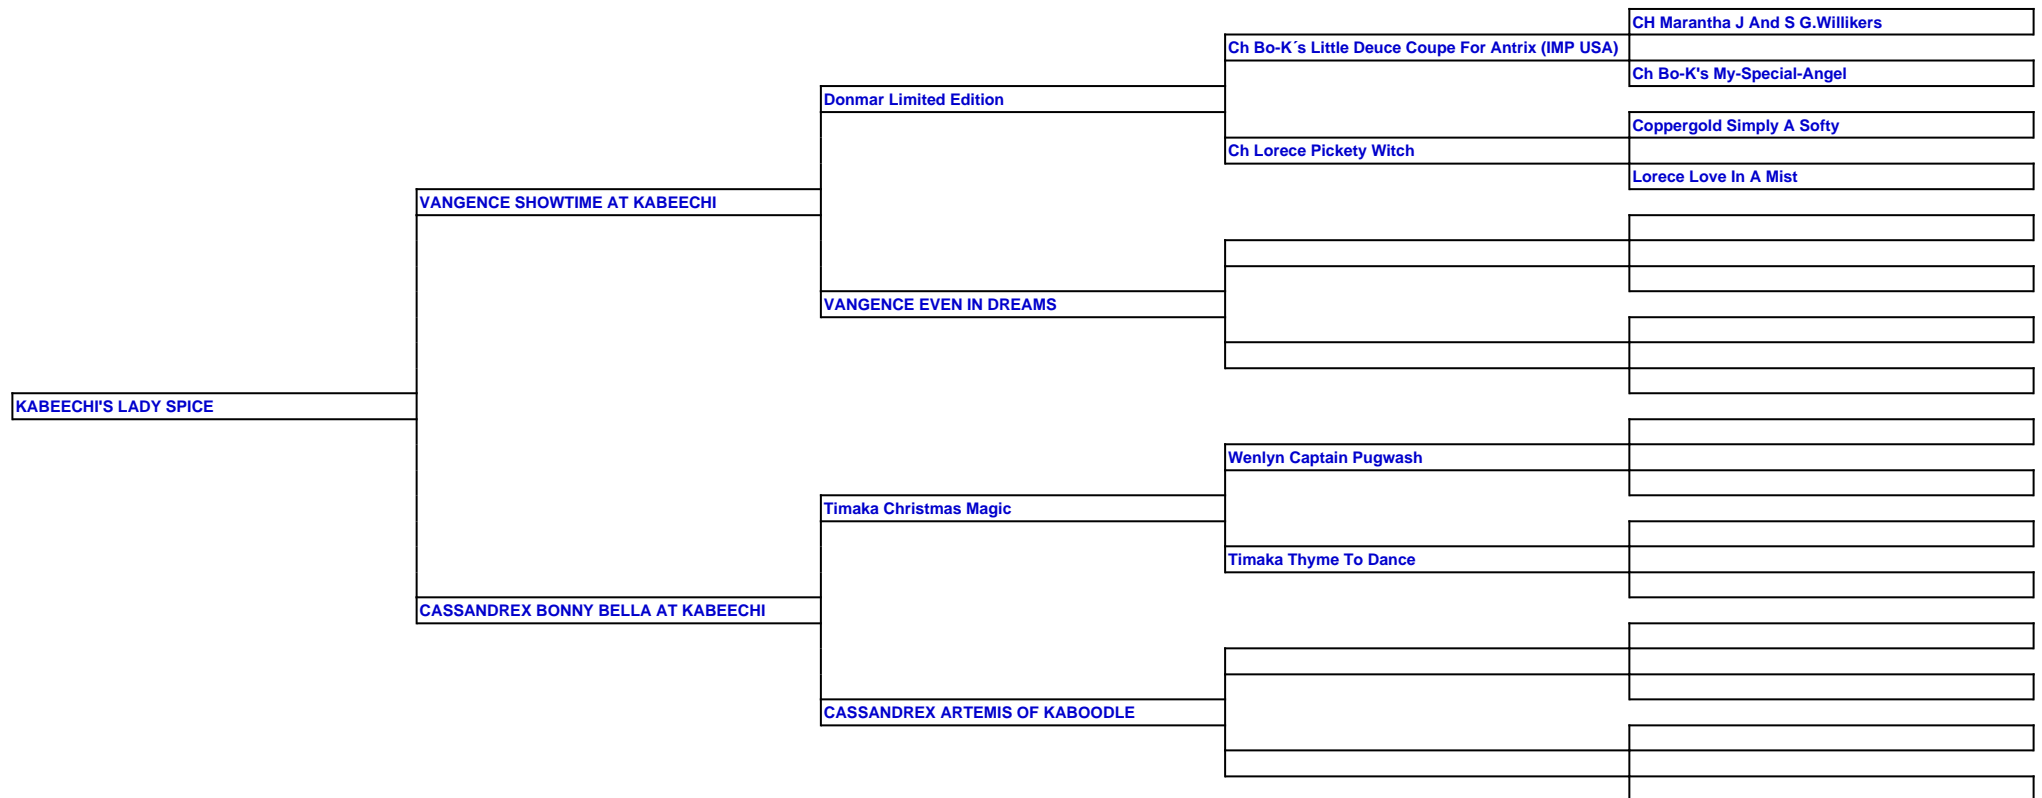 CH Marantha J And S G.Willikers
Ch Bo-K´s Little Deuce Coupe For Antrix (IMP USA)
Ch Bo-K's My-Special-Angel
Donmar Limited Edition
Coppergold Simply A Softy
Ch Lorece Pickety Witch
Lorece Love In A Mist
VANGENCE SHOWTIME AT KABEECHI
VANGENCE EVEN IN DREAMS
KABEECHI'S LADY SPICE
Wenlyn Captain Pugwash
Timaka Christmas Magic
Timaka Thyme To Dance
CASSANDREX BONNY BELLA AT KABEECHI
CASSANDREX ARTEMIS OF KABOODLE